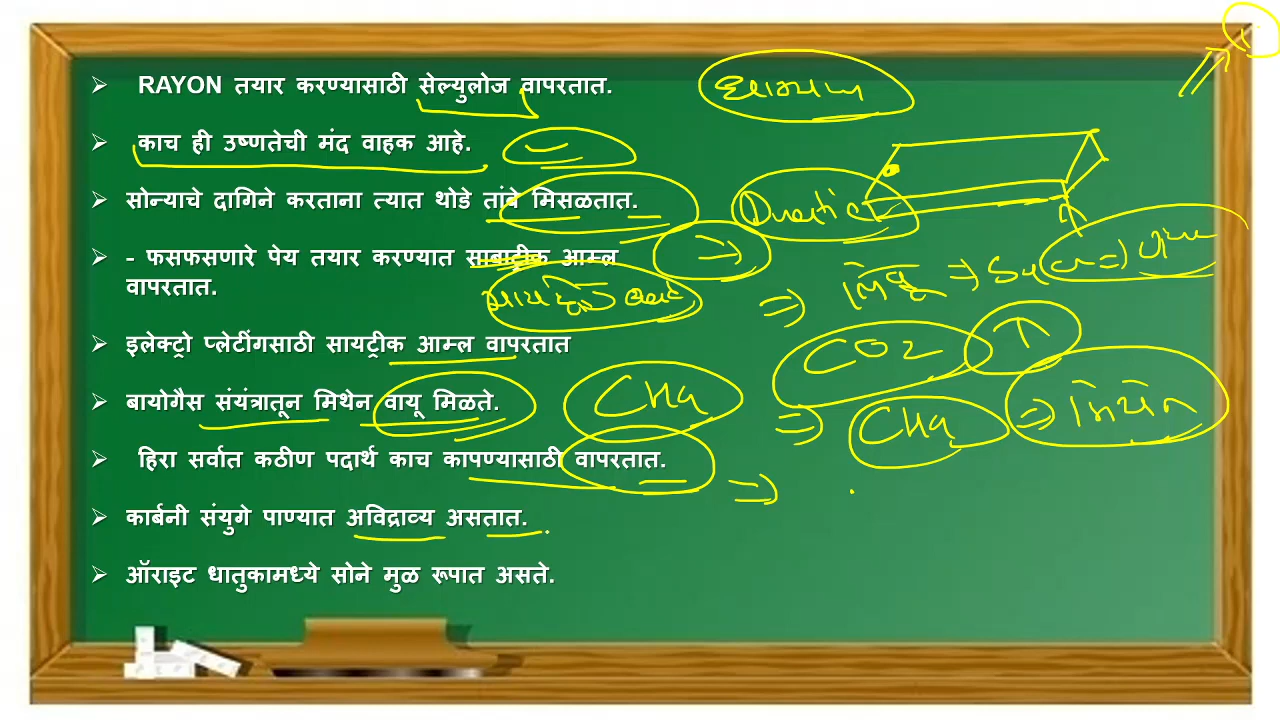 RAYON तयार करण्यासाठी सेल्युलोज वापरतात.
काच ही उष्णतेची मंद वाहक आहे.
सोन्याचे दागिने करताना त्यात थोडे तांबे मिसळतात.
- फसफसणारे पेय तयार करण्यात साबाट्रीक आम्ल
वापरतात.
इलेक्ट्रो प्लेटींगसाठी सायट्रीक आम्ल वापरतात
CO2
बायोगैस संयंत्रातून मिथेन वायू मिळते.
CH4
CH4 ⇒ मिथेन
हिरा सर्वात कठीण पदार्थ काच कापण्यासाठी वापरतात.
कार्बनी संयुगे पाण्यात अविद्राव्य असतात.
ऑराइट धातुकामध्ये सोने मुळ रूपात असते.